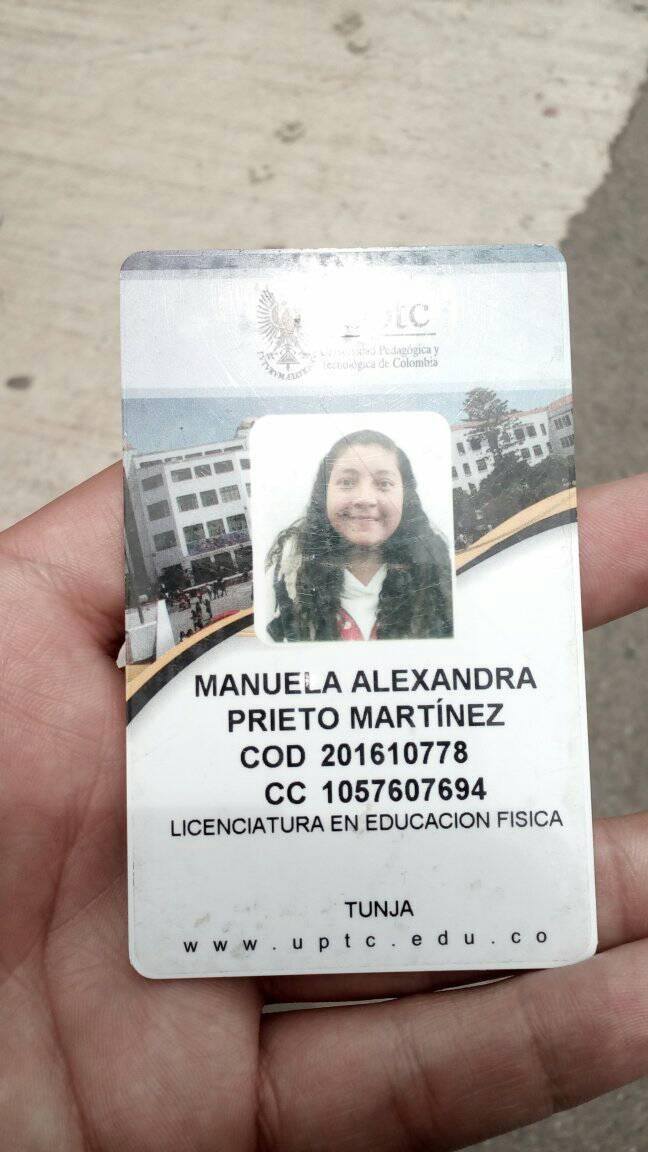 uptc
Universidad Pedagógica y
Tecnológica de Colombia
MANUELA ALEXANDRA
PRIETO MARTÍNEZ
COD 201610778
CC 1057607694
LICENCIATURA EN EDUCACION FISICA
TUNJA
www.uptc.edu.co